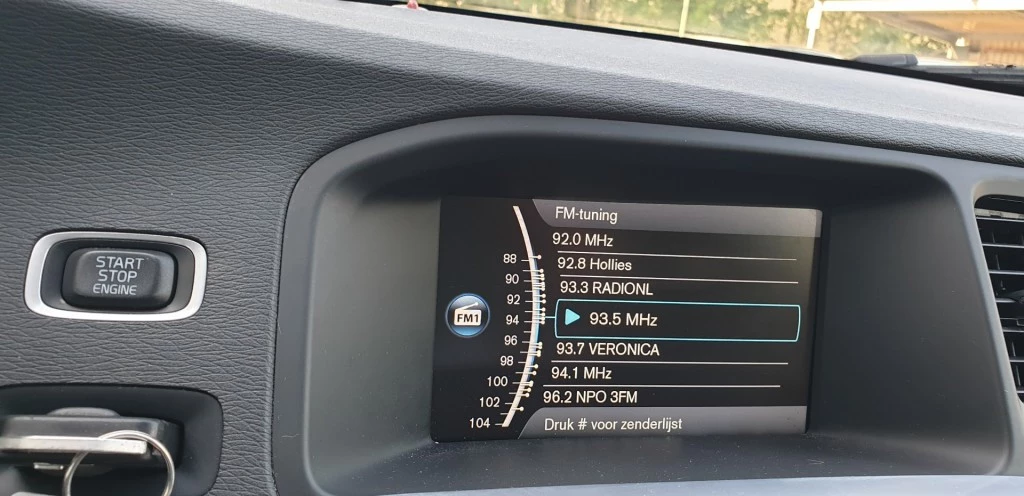 START
STOP
ENGINE
FM1
88
90
92
94
96
98
100
102
104
FM-tuning
92.0 MHz
92.8 Hollies
93.3 RADIONL
93.5 MHz
93.7 VERONICA
94.1 MHz
96.2 NPO 3FM
Druk # voor zenderlijst